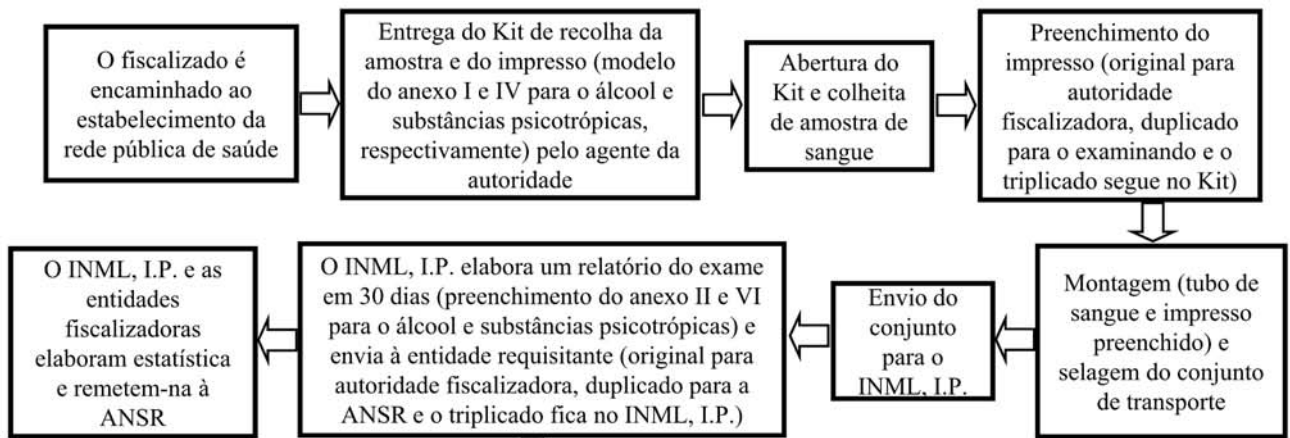 O fiscalizado é
encaminhado ao
estabelecimento da
rede pública de saúde
Entrega do Kit de recolha da
amostra e do impresso (modelo
do anexo I e IV para o álcool e
substâncias psicotrópicas,
respectivamente) pelo agente da
autoridade
Abertura do
Kit e colheita
de amostra de
sangue
Preenchimento do
impresso (original para
autoridade
fiscalizadora, duplicado
para o examinando e o
triplicado segue no Kit)
Montagem (tubo de
sangue e impresso
preenchido) e
selagem do conjunto
de transporte
Envio do
conjunto
para o
INML, I.P.
O INML, I.P. elabora um relatório do exame
em 30 dias (preenchimento do anexo II e VI
para o álcool e substâncias psicotrópicas) e
envia à entidade requisitante (original para
autoridade fiscalizadora, duplicado para a
ANSR e o triplicado fica no INML, I.P.)
O INML, I.P. e as
entidades
fiscalizadoras
elaboram estatística
e remetem-na à
ANSR